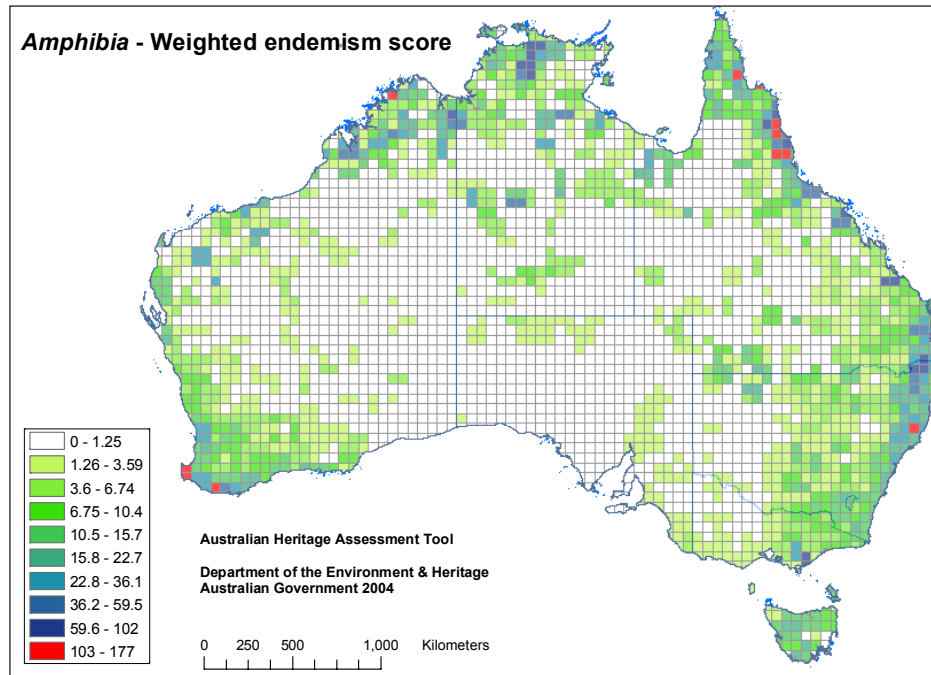 Amphibia - Weighted endemism score
0 - 1.25
1.26 - 3.59
3.6 - 6.74
6.75 - 10.4
10.5 - 15.7
15.8 - 22.7
22.8 - 36.1
36.2 - 59.5
59.6 - 102
103 - 177
Australian Heritage Assessment Tool
Department of the Environment & Heritage
Australian Government 2004
0 250 500 1,000 Kilometers